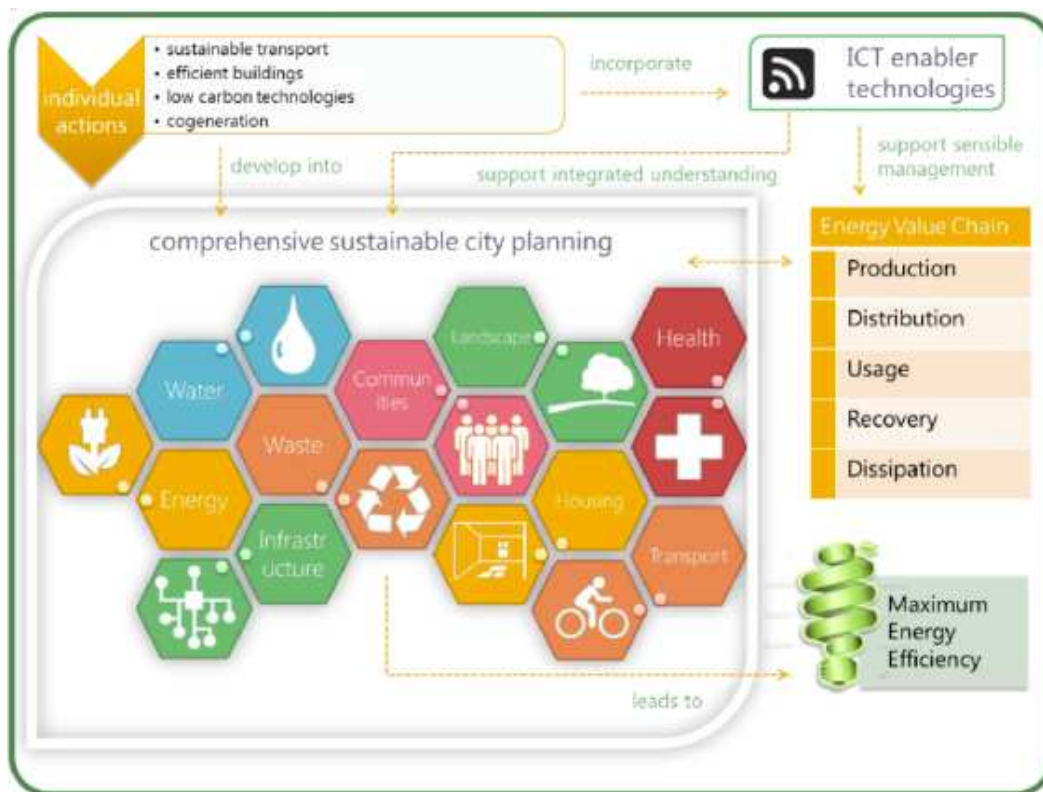 individual
actions
• sustainable transport
• efficient buildings
• low carbon technologies
• cogeneration
incorporate
ICT enabler
technologies
develop into
support integrated understanding
support sensible
management
comprehensive sustainable city planning
Energy Value Chain
Production
Distribution
Usage
Recovery
Dissipation
Landscape
Health
Water
Commun
ities
Waste
Energy
Housing
Infrastr
ucture
Transport
Maximum
Energy
Efficiency
leads to